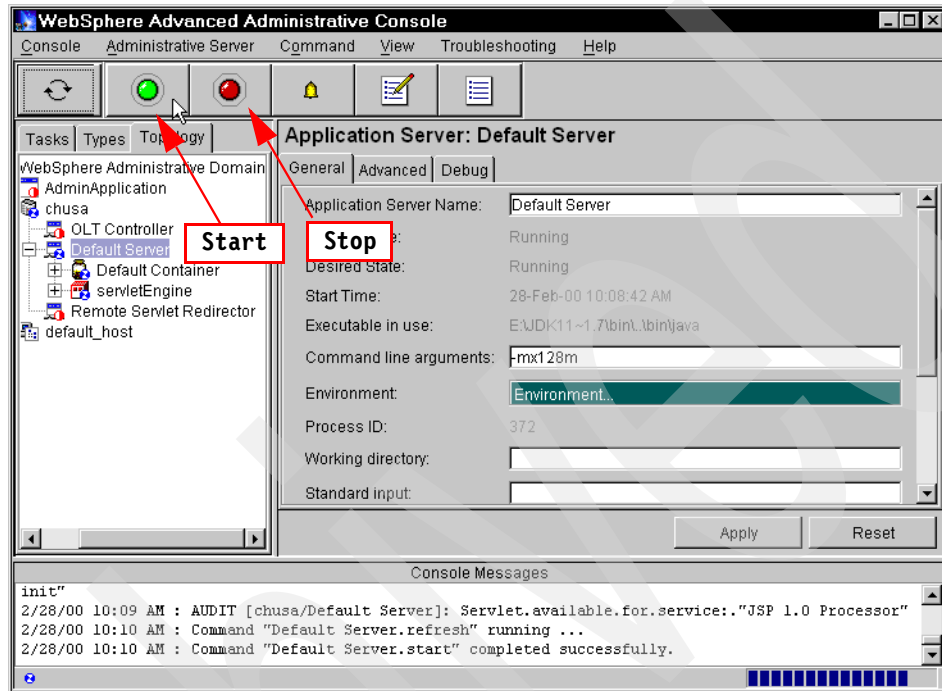 WebSphere Advanced Administrative Console
Console Administrative Server Command View Troubleshooting Help
Tasks Types Topology
WebSphere Administrative Domain
AdminApplication
chusa
OLT Controller
Default Server
Default Container
servletEngine
Remote Servlet Redirector
default_host
Start
Stop
Application Server: Default Server
General Advanced Debug
Application Server Name: Default Server
Running
Desired State: Running
Start Time: 28-Feb-00 10:08:42 AM
Executable in use: E:\JDK11~1.7\bin\..\bin\java
Command line arguments: -mx128m
Environment: Environment...
Process ID: 372
Working directory:
Standard input:
Apply Reset
Console Messages
init"
2/28/00 10:09 AM : AUDIT [chusa/Default Server]: Servlet.available.for.service:."JSP 1.0 Processor"
2/28/00 10:10 AM : Command "Default Server.refresh" running ...
2/28/00 10:10 AM : Command "Default Server.start" completed successfully.